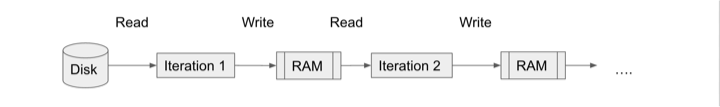 Read Write Read Write
Disk Iteration 1 RAM Iteration 2 RAM ....